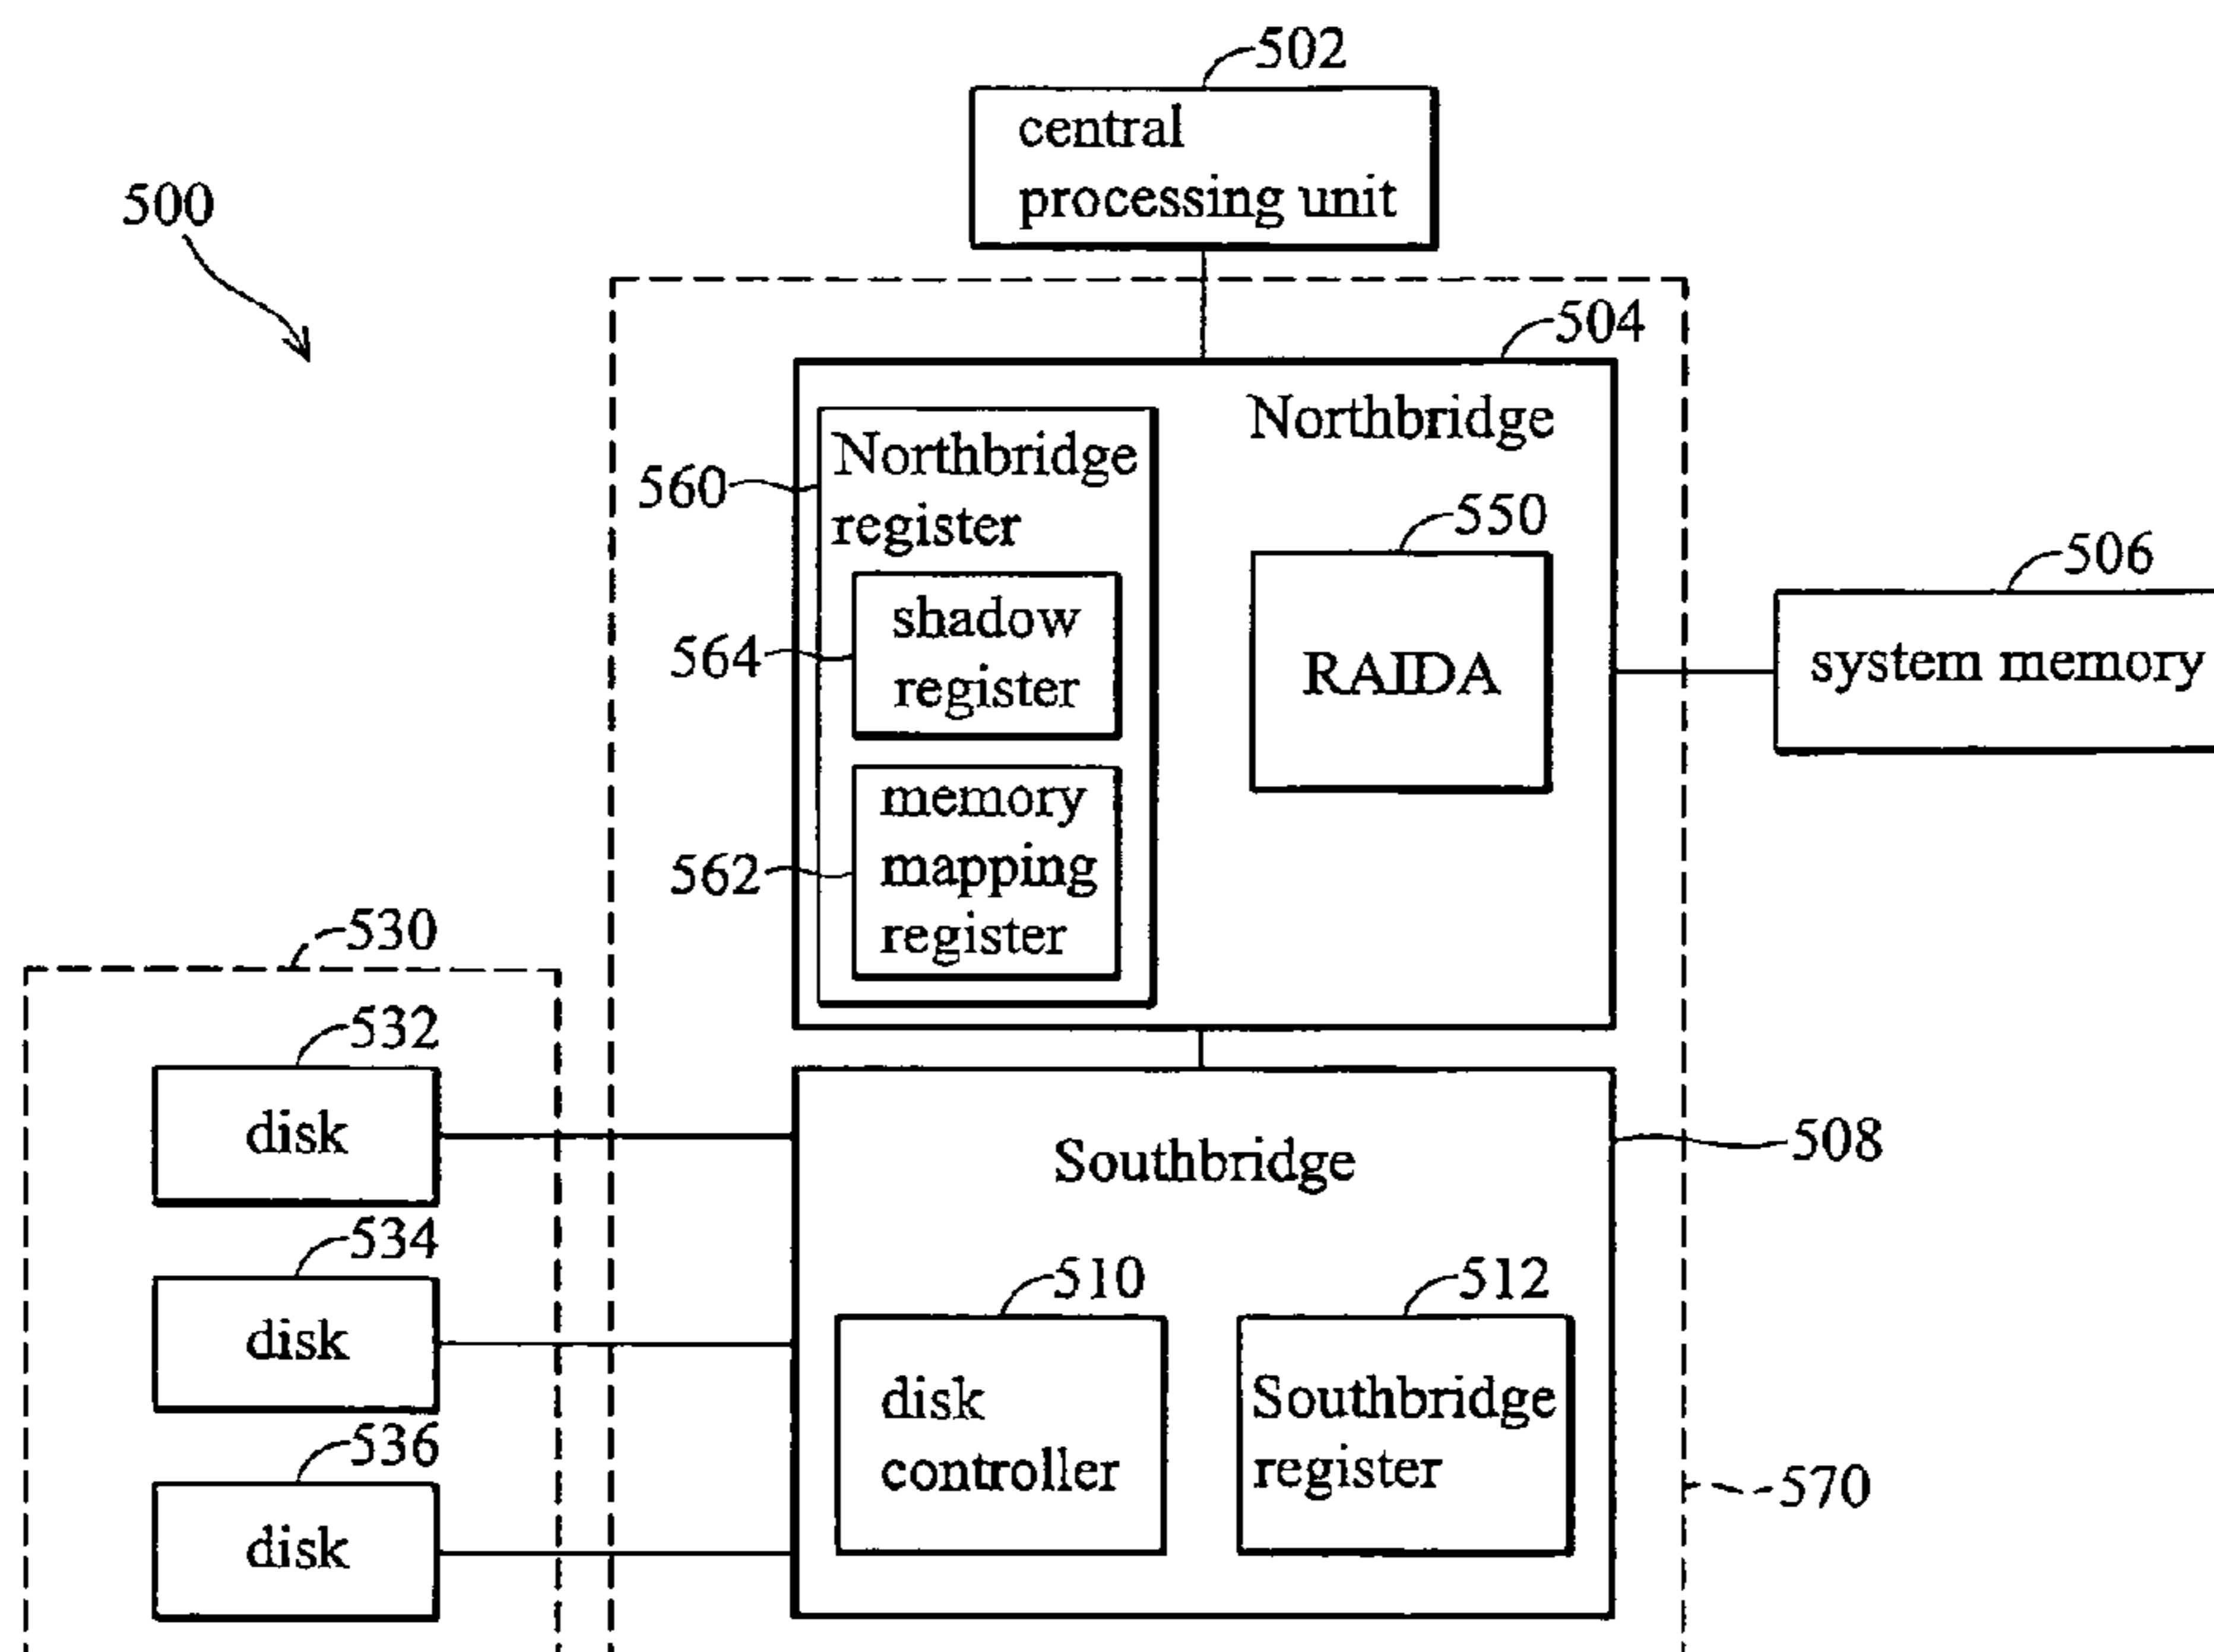 502
central
processing unit
500
504
Northbridge
560
Northbridge
register
550
506
564
shadow
register
RAIDA
system memory
562
memory
mapping
register
530
532
disk
508
Southbridge
534
disk
510
512
536
disk
disk
controller
Southbridge
register
570